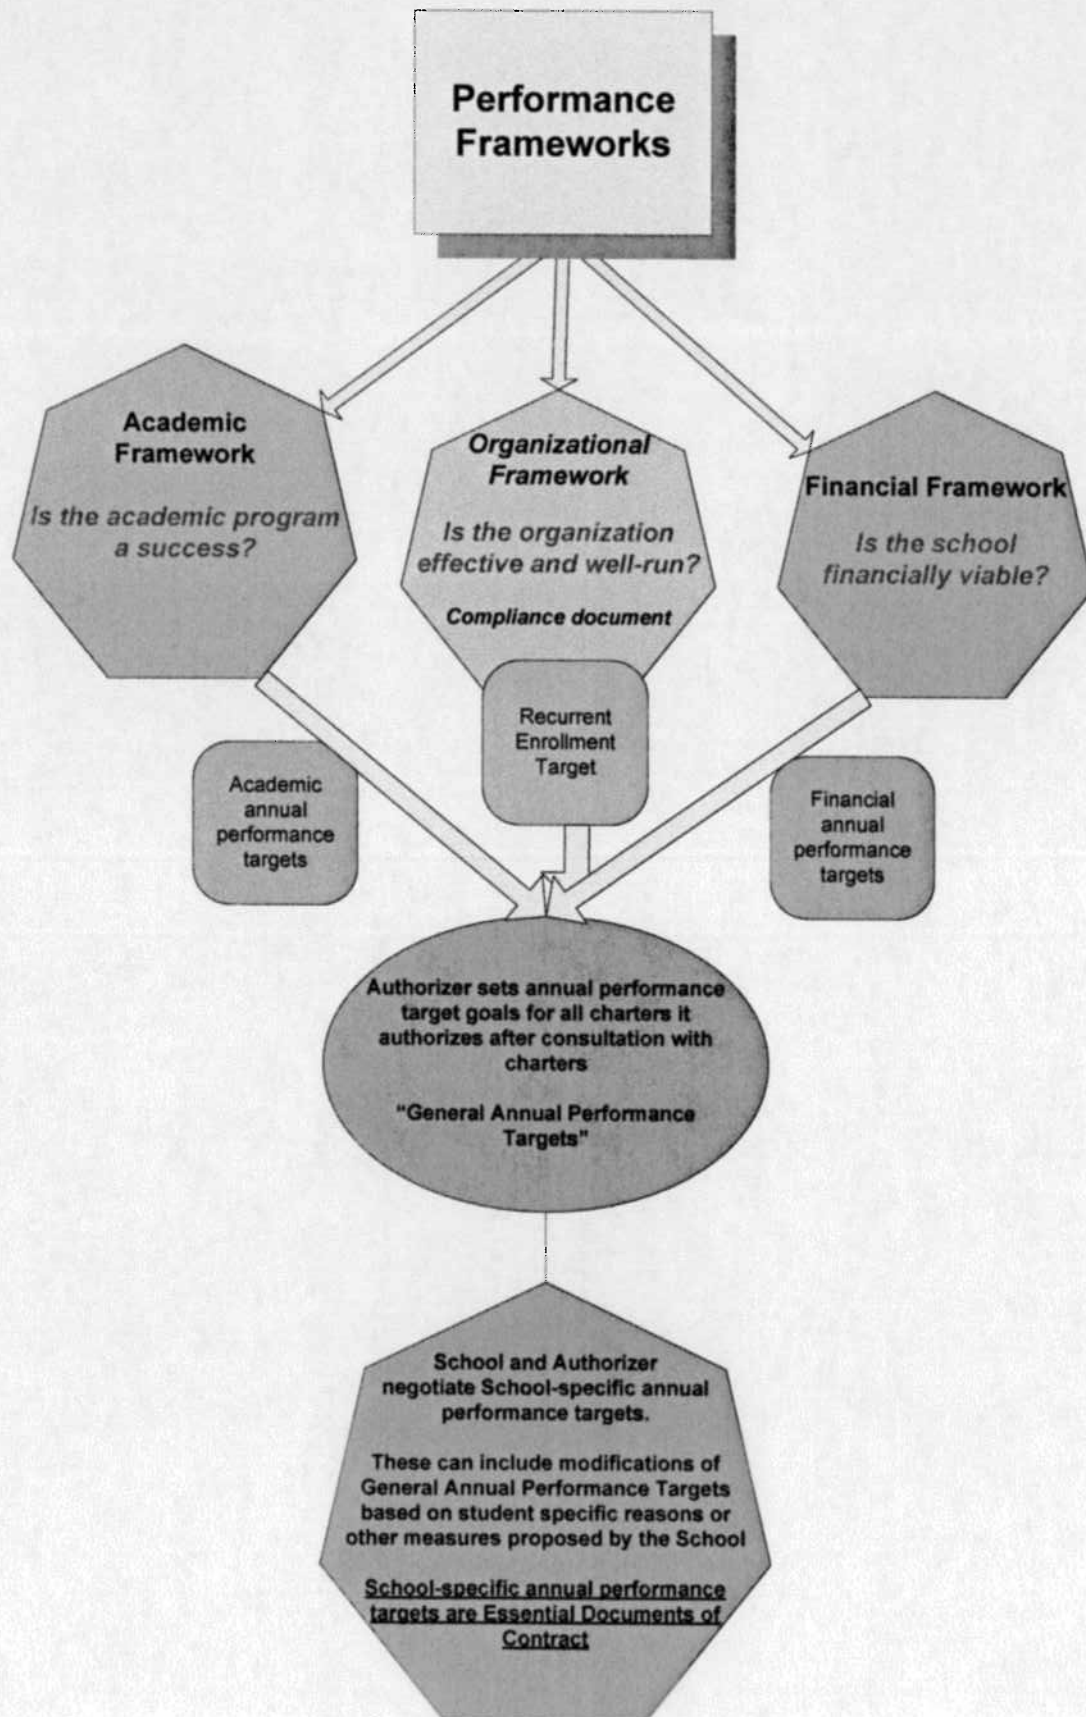 Performance
Frameworks
Academic
Framework
Is the academic program
a success?
Organizational
Framework
Is the organization
effective and well-run?
Compliance document
Financial Framework
Is the school
financially viable?
Academic
annual
performance
targets
Recurrent
Enrollment
Target
Financial
annual
performance
targets
Authorizer sets annual performance
target goals for all charters it
authorizes after consultation with
charters
"General Annual Performance
Targets"
School and Authorizer
negotiate School-specific annual
performance targets.
These can include modifications of
General Annual Performance Targets
based on student specific reasons or
other measures proposed by the School
School-specific annual performance
targets are Essential Documents of
Contract